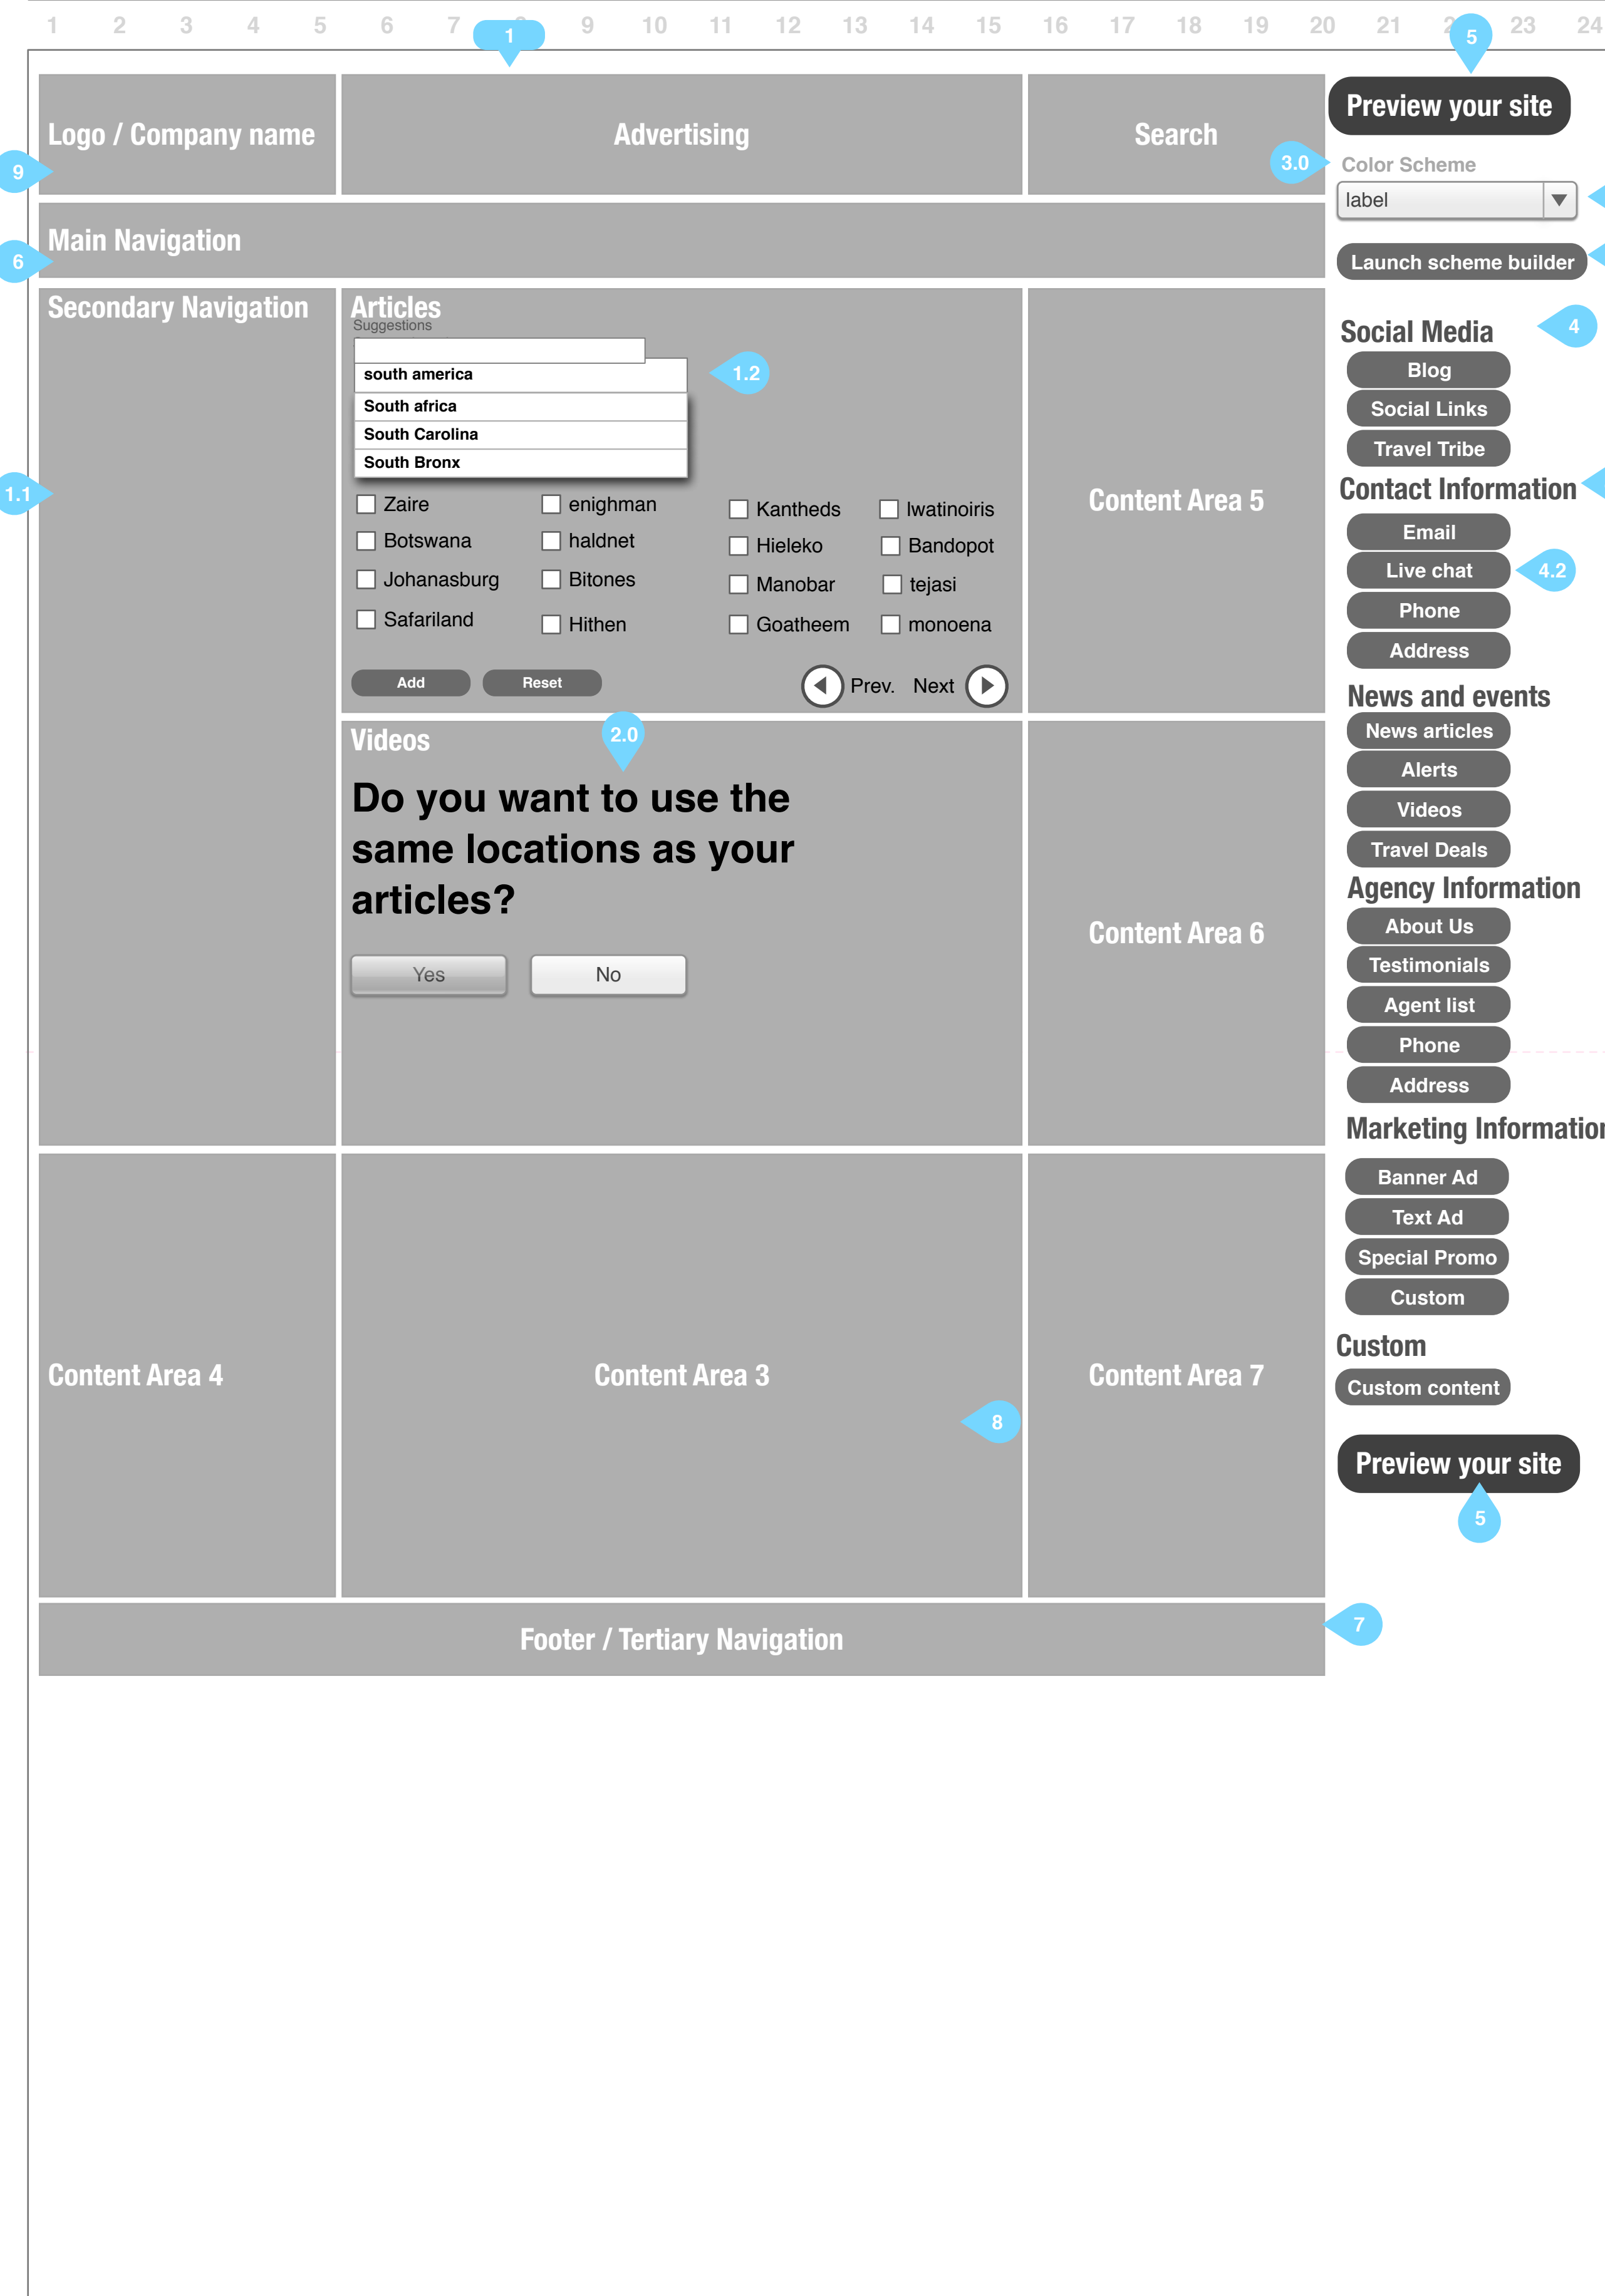 1 2 3 4 5 6 7 9 10 11 12 13 14 15 16 17 18 19 20 21 23 24
1
5
Logo / Company name
Advertising
Search
Preview your site
9
3.0
Color Scheme
label
Main Navigation
6
Launch scheme builder
Secondary Navigation
Articles
Suggestions
south america
1.2
South africa
South Carolina
South Bronx
1.1
Zaire enighman Kantheds lwatinoiris
Botswana haldnet Hieleko Bandopot
Johanasburg Bitones Manobar tejasi
Safariland Hithen Goatheem monoena
Add Reset Prev. Next
Content Area 5
Videos
2.0
Do you want to use the
same locations as your
articles?
Yes No
Content Area 6
Content Area 4
Content Area 3
8
Content Area 7
Footer / Tertiary Navigation
7
Social Media
4
Blog
Social Links
Travel Tribe
Contact Information
Email
Live chat
4.2
Phone
Address
News and events
News articles
Alerts
Videos
Travel Deals
Agency Information
About Us
Testimonials
Agent list
Phone
Address
Marketing Information
Banner Ad
Text Ad
Special Promo
Custom
Custom
Custom content
Preview your site
5